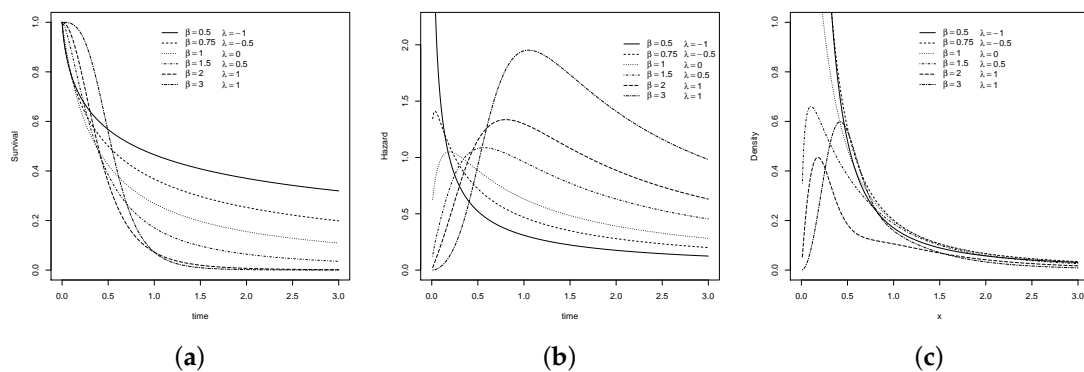 β = 0.5 λ = −1
β = 0.75 λ = −0.5
β = 1 λ = 0
β = 1.5 λ = 0.5
β = 2 λ = 1
β = 3 λ = 1
Survival
1.0
0.8
0.6
0.4
0.2
0.0
0.0 0.5 1.0 1.5 2.0 2.5 3.0
time
(a)
β = 0.5 λ = −1
β = 0.75 λ = −0.5
β = 1 λ = 0
β = 1.5 λ = 0.5
β = 2 λ = 1
β = 3 λ = 1
Hazard
2.0
1.5
1.0
0.5
0.0
0.0 0.5 1.0 1.5 2.0 2.5 3.0
time
(b)
β = 0.5 λ = −1
β = 0.75 λ = −0.5
β = 1 λ = 0
β = 1.5 λ = 0.5
β = 2 λ = 1
β = 3 λ = 1
Density
1.0
0.8
0.6
0.4
0.2
0.0
0.0 0.5 1.0 1.5 2.0 2.5 3.0
x
(c)